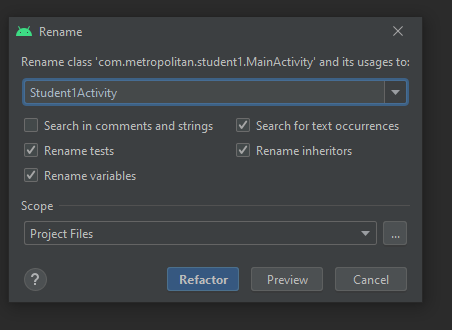 Rename
Rename class 'com.metropolitan.student1.MainActivity' and its usages to:
Student1Activity
Search in comments and strings
Search for text occurrences
Rename tests
Rename inheritors
Rename variables
Scope
Project Files
...
?
Refactor
Preview
Cancel